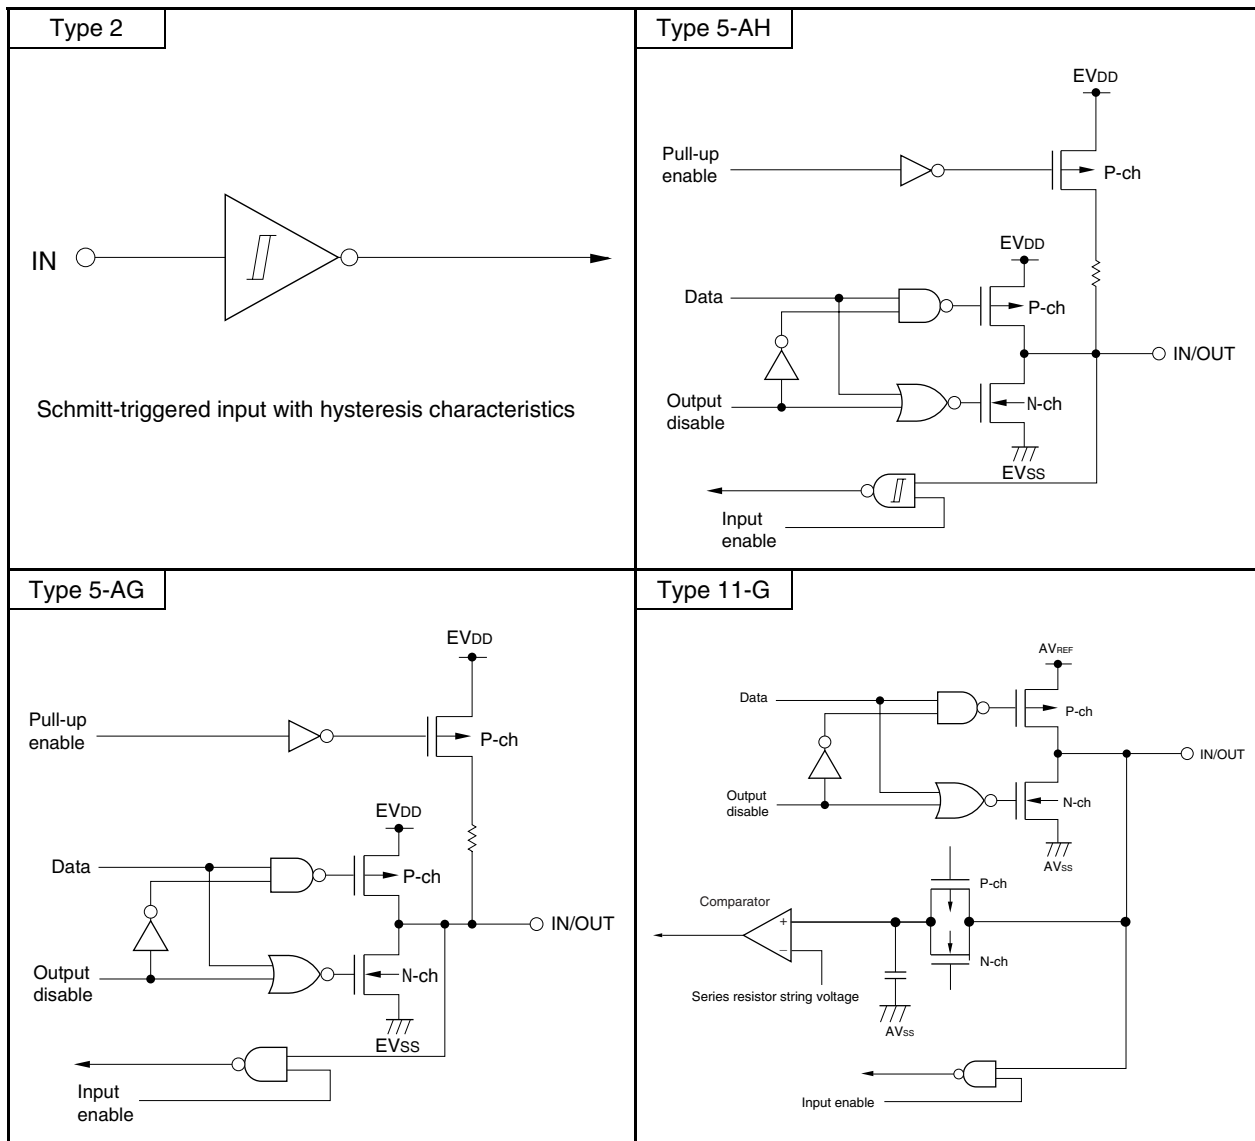 Type 2
IN
Schmitt-triggered input with hysteresis characteristics
Type 5-AH
EVDD
Pull-up
enable
P-ch
EVDD
Data
P-ch
IN/OUT
Output
disable
N-ch
EVSS
Input
enable
Type 5-AG
EVDD
Pull-up
enable
P-ch
EVDD
Data
P-ch
IN/OUT
Output
disable
N-ch
EVSS
Input
enable
Type 11-G
AVREF
Data
P-ch
IN/OUT
Output
disable
N-ch
AVSS
P-ch
Comparator
+
−
N-ch
Series resistor string voltage
AVSS
Input enable